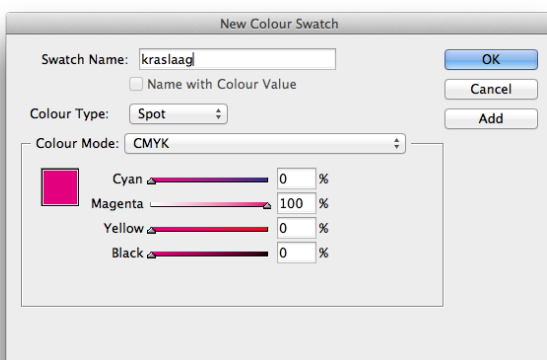 New Colour Swatch
Swatch Name: kraslaag
OK
Name with Colour Value
Cancel
Colour Type: Spot
Add
Colour Mode: CMYK
Cyan 0 %
Magenta 100 %
Yellow 0 %
Black 0 %